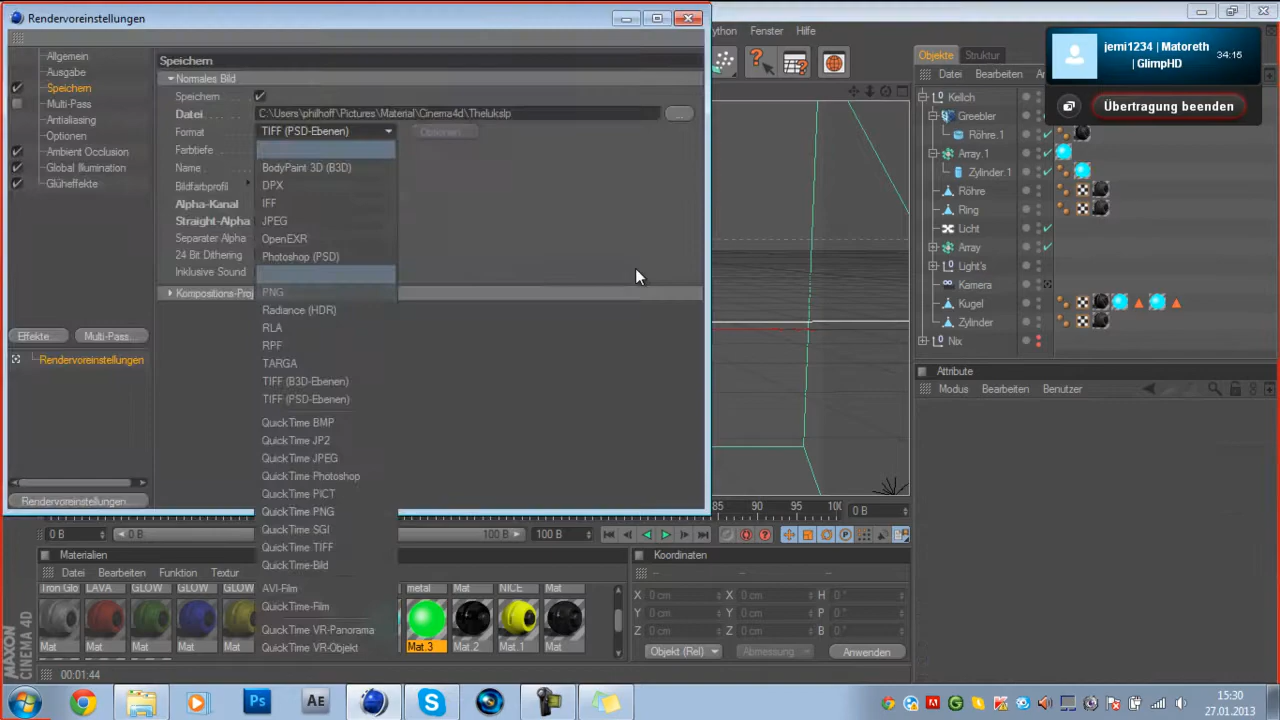 Rendervoreinstellungen
Allgemein
Ausgabe
Speichern
Multi-Pass
Antialiasing
Optionen
Ambient Occlusion
Global Illumination
Glüheffekte
Effekte...
Multi-Pass...
Rendervoreinstellungen
Rendervoreinstellungen...
Speichern
Normales Bild
Speichern
Datei
C:\Users\philhoff\Pictures\Material\Cinema4d\Thelukslp
...
Format
TIFF (PSD-Ebenen)
Optionen...
Farbtiefe
Name
Bildfarbprofil
Alpha-Kanal
Straight-Alpha
Separater Alpha
24 Bit Dithering
Inklusive Sound
Kompositions-Proj
BodyPaint 3D (B3D)
DPX
IFF
JPEG
OpenEXR
Photoshop (PSD)
PNG
Radiance (HDR)
RLA
RPF
TARGA
TIFF (B3D-Ebenen)
TIFF (PSD-Ebenen)
QuickTime BMP
QuickTime JP2
QuickTime JPEG
QuickTime Photoshop
QuickTime PICT
QuickTime PNG
QuickTime SGI
QuickTime TIFF
QuickTime-Bild
AVI-Film
QuickTime-Film
QuickTime VR-Panorama
QuickTime VR-Objekt
ython
Fenster
Hilfe
Objekte
Struktur
Datei
Bearbeiten
jerni1234 | Matoreth
| GlimpHD
34:15
Übertragung beenden
Kellch
Greebler
Röhre.1
Array.1
Zylinder.1
Röhre
Ring
Licht
Array
Light's
Kamera
Kugel
Zylinder
Nix
Attribute
Modus
Bearbeiten
Benutzer
85
90
95
100
0 B
0 B
0 B
100 B
100 B
Materialien
Datei
Bearbeiten
Funktion
Textur
Tron Glo
LAVA
GLOW
GLOW
GLOW
metal
Mat
NICE
Mat
Mat
Mat
Mat
Mat
Mat
Mat.3
Mat.2
Mat.1
Mat
Koordinaten
X
0 cm
X
0 cm
H
0 °
Y
0 cm
Y
0 cm
P
0 °
Z
0 cm
Z
0 cm
B
0 °
Objekt (Rel)
Abmessung
Anwenden
MAXON
CINEMA 4D
00:01:44
Ps
Ae
15:30
27.01.2013